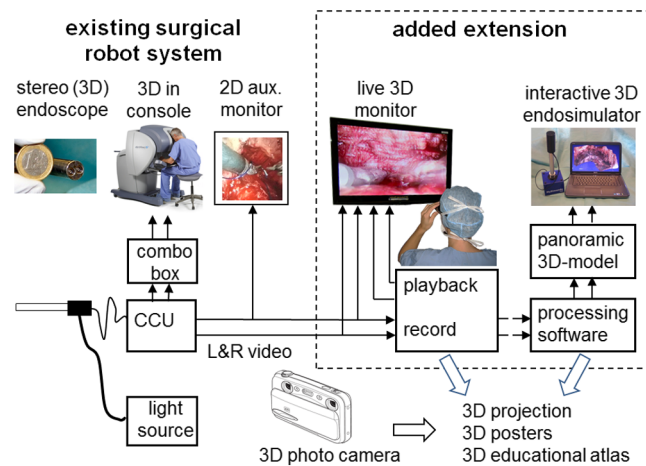 existing surgical
robot system
added extension
stereo (3D)
endoscope
3D in
console
2D aux.
monitor
live 3D
monitor
interactive 3D
endosimulator
combo
box
panoramic
3D-model
CCU
playback
record
processing
software
L&R video
light
source
3D photo camera
3D projection
3D posters
3D educational atlas